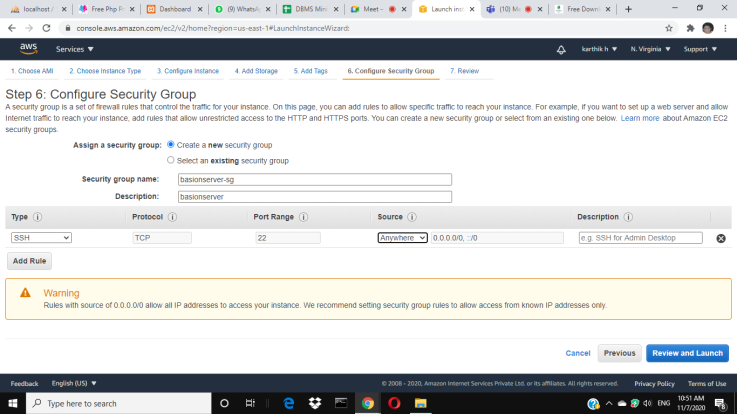 localhost /
Free Php P
Dashboard
(9) WhatsA
DBMS Mini
Meet -
Launch inst
(10) M
Free Down
console.aws.amazon.com/ec2/v2/home?region=us-east-1#LaunchInstanceWizard:
aws
Services
karthik h
N. Virginia
Support
1. Choose AMI
2. Choose Instance Type
3. Configure Instance
4. Add Storage
5. Add Tags
6. Configure Security Group
7. Review
Step 6: Configure Security Group
A security group is a set of firewall rules that control the traffic for your instance. On this page, you can add rules to allow specific traffic to reach your instance. For example, if you want to set up a web server and allow
Internet traffic to reach your instance, add rules that allow unrestricted access to the HTTP and HTTPS ports. You can create a new security group or select from an existing one below. Learn more about Amazon EC2
security groups.
Assign a security group:
Create a new security group
Select an existing security group
Security group name:
basionserver-sg
Description:
basionserver
Type
Protocol
Port Range
Source
Description
SSH
TCP
22
Anywhere
0.0.0.0/0, ::/0
e.g. SSH for Admin Desktop
Add Rule
Warning
Rules with source of 0.0.0.0/0 allow all IP addresses to access your instance. We recommend setting security group rules to allow access from known IP addresses only.
Cancel
Previous
Review and Launch
Feedback
English (US)
© 2008 - 2020, Amazon Internet Services Private Ltd. or its affiliates. All rights reserved.
Privacy Policy
Terms of Use
Type here to search
ENG
10:51 AM
11/7/2020